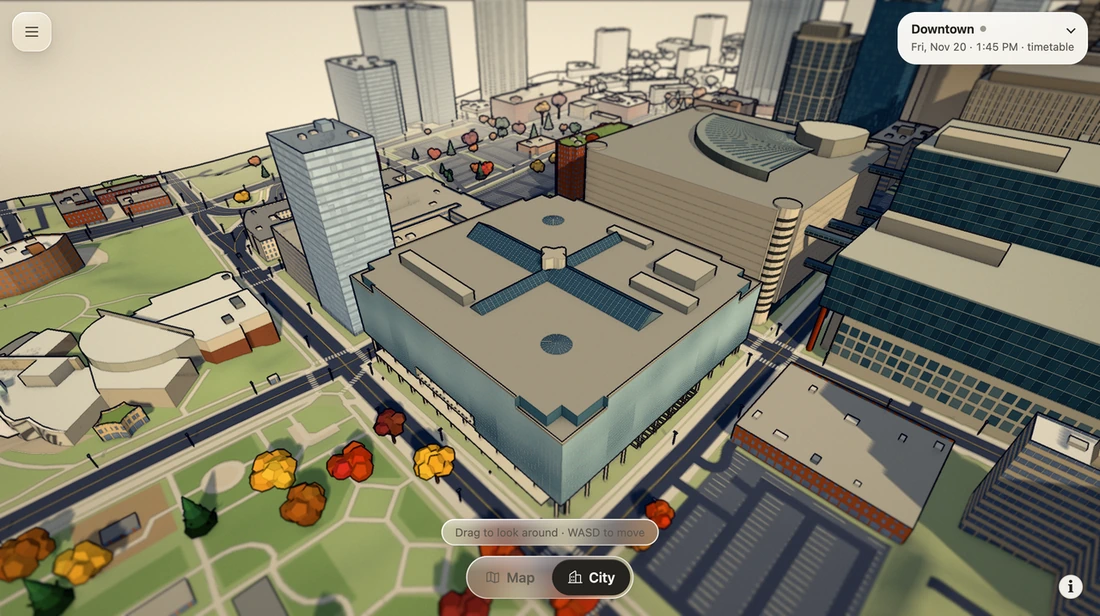 Downtown
Fri, Nov 20 · 1:45 PM · timetable
Drag to look around · WASD to move
Map
City
i